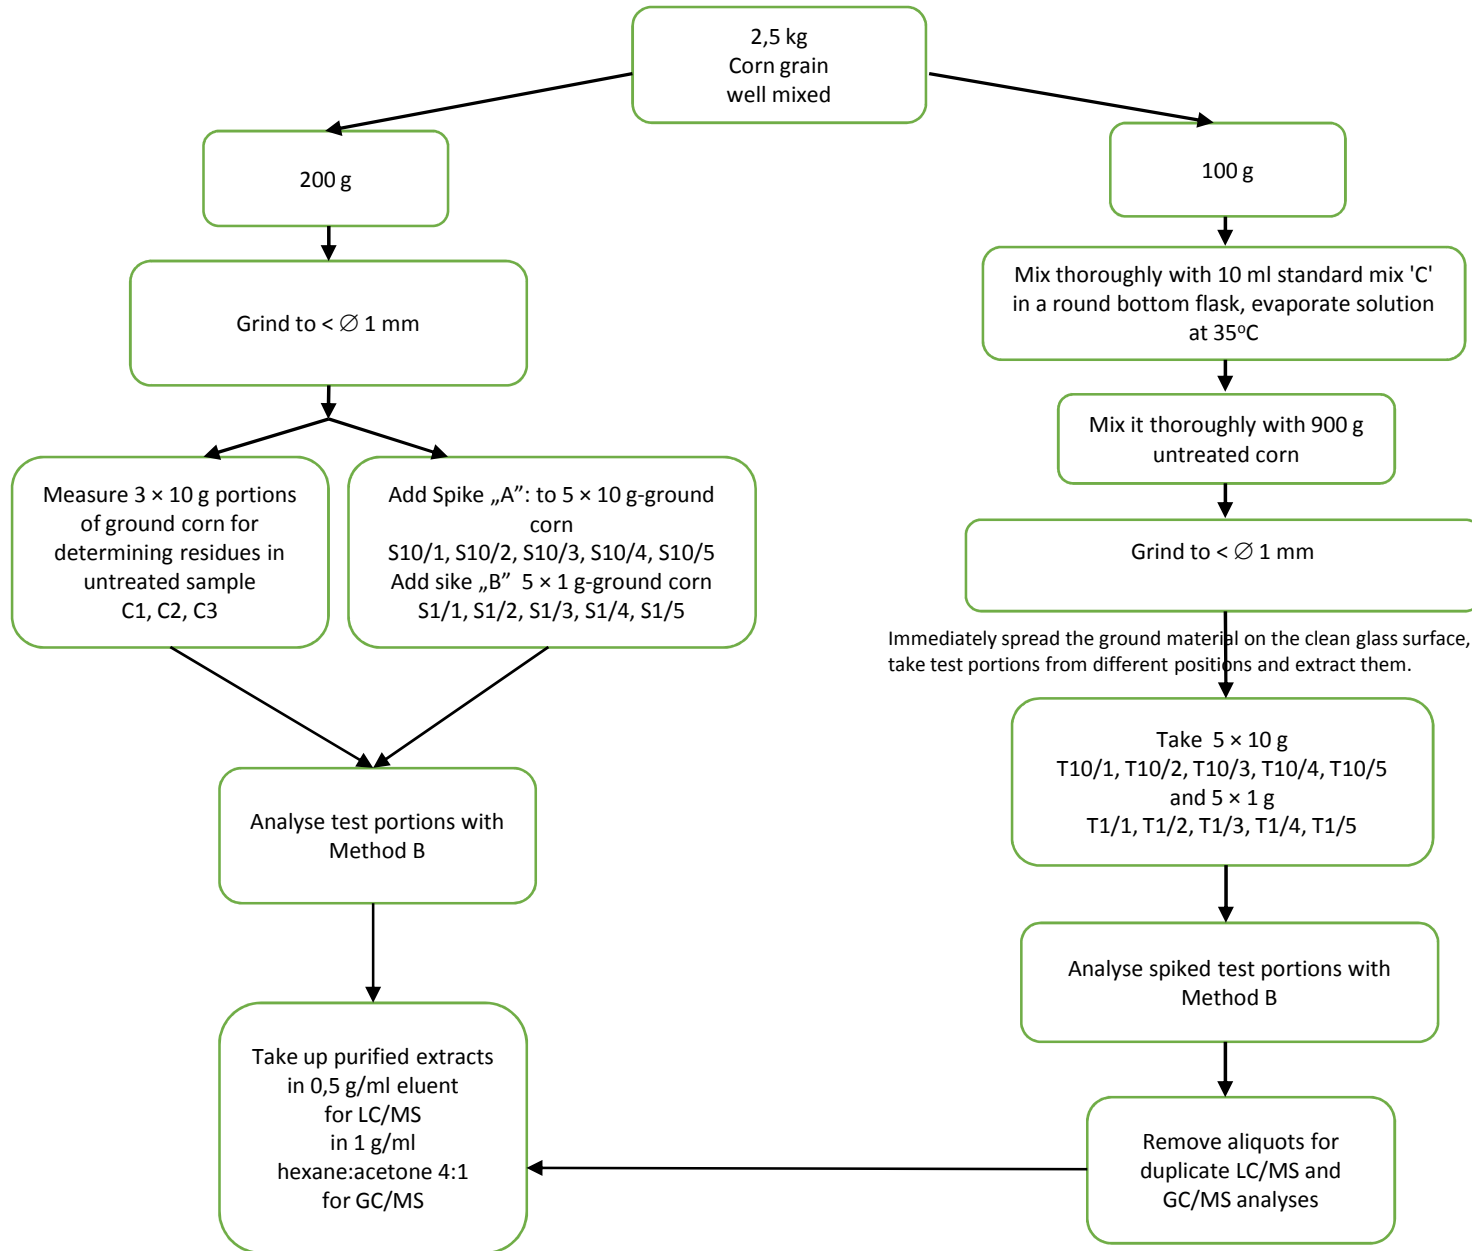 2,5 kg
Corn grain
well mixed
200 g
100 g
Grind to < ∅ 1 mm
Mix thoroughly with 10 ml standard mix 'C'
in a round bottom flask, evaporate solution
at 35°C
Mix it thoroughly with 900 g
untreated corn
Measure 3 × 10 g portions
of ground corn for
determining residues in
untreated sample
C1, C2, C3
Add Spike „A”: to 5 × 10 g-ground
corn
S10/1, S10/2, S10/3, S10/4, S10/5
Add sike „B” 5 × 1 g-ground corn
S1/1, S1/2, S1/3, S1/4, S1/5
Grind to < ∅ 1 mm
Immediately spread the ground material on the clean glass surface,
take test portions from different positions and extract them.
Take 5 × 10 g
T10/1, T10/2, T10/3, T10/4, T10/5
and 5 × 1 g
T1/1, T1/2, T1/3, T1/4, T1/5
Analyse test portions with
Method B
Analyse spiked test portions with
Method B
Take up purified extracts
in 0,5 g/ml eluent
for LC/MS
in 1 g/ml
hexane:acetone 4:1
for GC/MS
Remove aliquots for
duplicate LC/MS and
GC/MS analyses